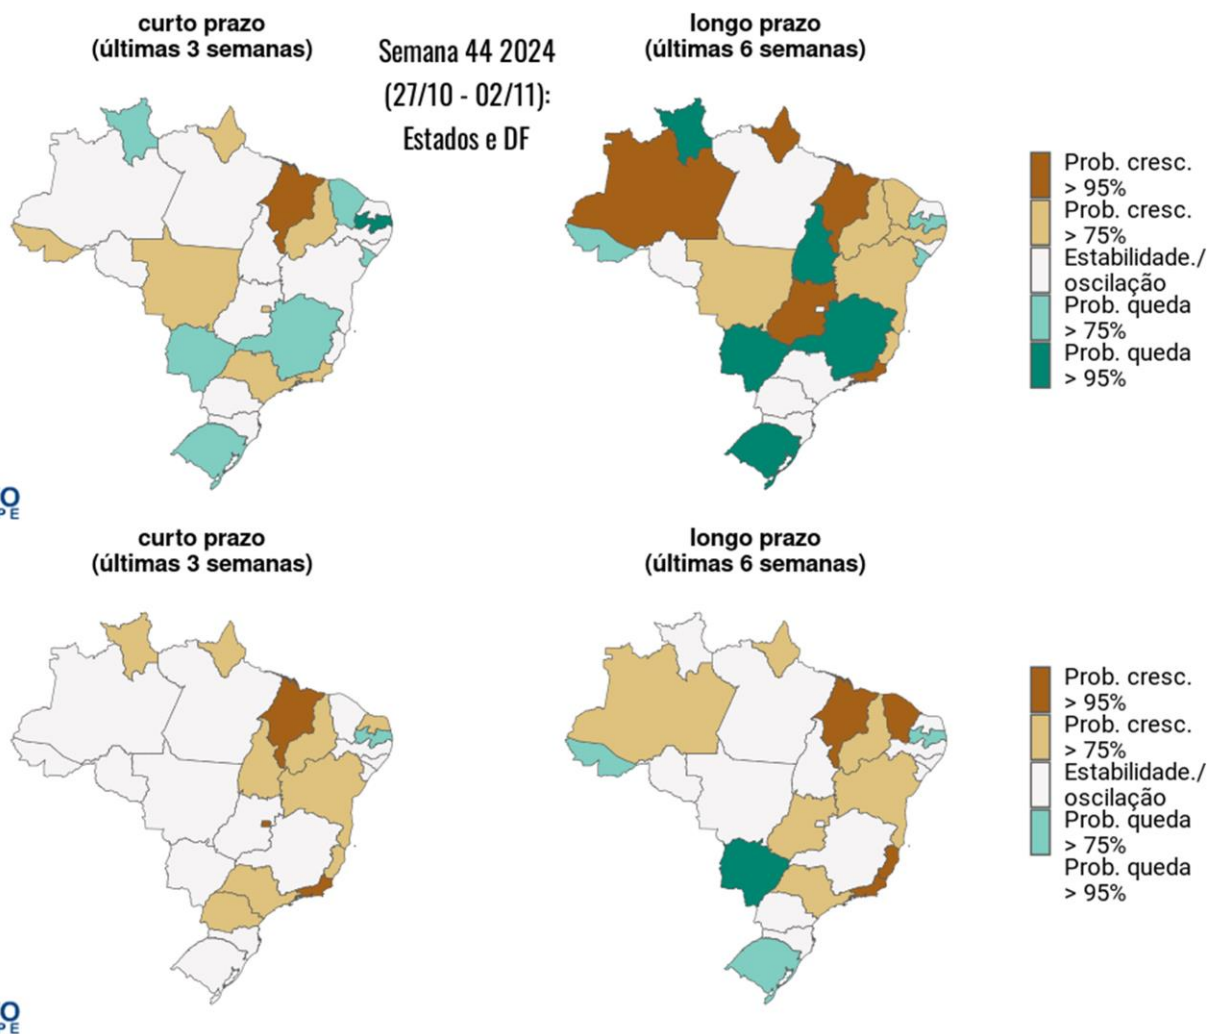 curto prazo
(últimas 3 semanas)
Semana 44 2024
(27/10 - 02/11):
Estados e DF
longo prazo
(últimas 6 semanas)
Prob. cresc.
> 95%
Prob. cresc.
> 75%
Estabilidade./
oscilação
Prob. queda
> 75%
Prob. queda
> 95%
O
PE
curto prazo
(últimas 3 semanas)
longo prazo
(últimas 6 semanas)
Prob. cresc.
> 95%
Prob. cresc.
> 75%
Estabilidade./
oscilação
Prob. queda
> 75%
Prob. queda
> 95%
O
PE